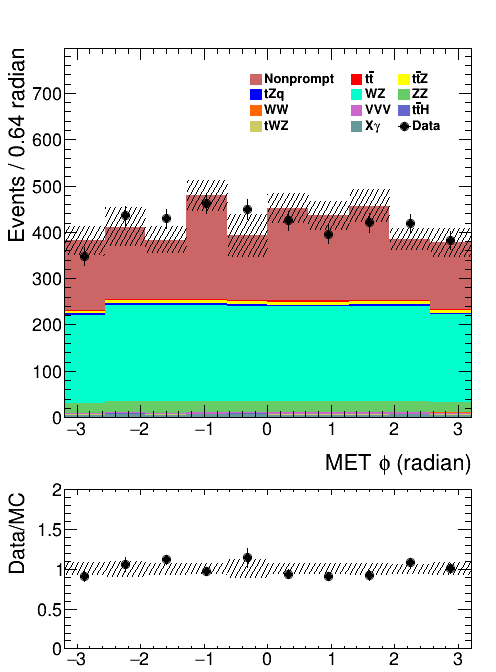 Events / 0.64 radian
700
600
500
400
300
200
100
0
Nonprompt tt̄ tt̄Z
tZq WZ ZZ
WW VVV tt̄H
tWZ Xγ Data
−3 −2 −1 0 1 2 3
MET ϕ (radian)
Data/MC
2
1.5
1
0.5
0
−3 −2 −1 0 1 2 3